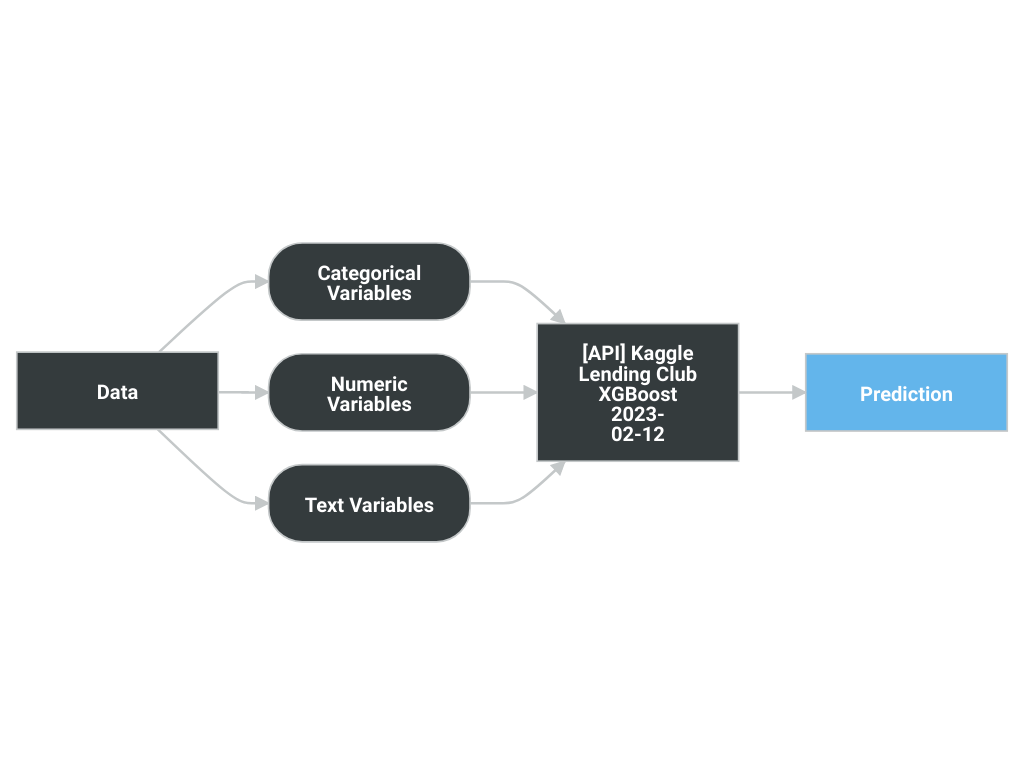 Categorical
Variables
Data
Numeric
Variables
Text Variables
[API] Kaggle
Lending Club
XGBoost
2023-
02-12
Prediction